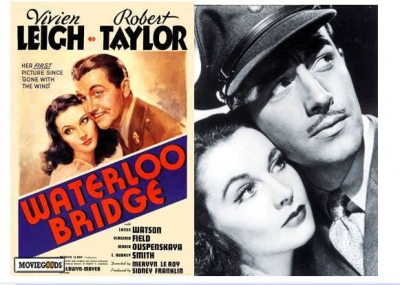 Vivien Robert
LEIGH · TAYLOR
HER FIRST
PICTURE SINCE
'GONE WITH
THE WIND'
WATERLOO
BRIDGE
with
LUCILE WATSON
VIRGINIA FIELD
MARIA OUSPENSKAYA
C. AUBREY SMITH
Directed by MERVYN LE ROY
Produced by SIDNEY FRANKLIN
MOVIEGOODS